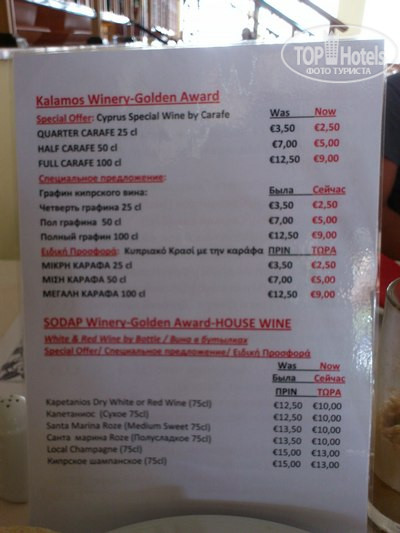 TOP Hotels
ФОТО ТУРИСТА
Kalamos Winery-Golden Award
Special Offer: Cyprus Special Wine by Carafe Was Now
QUARTER CARAFE 25 cl €3,50 €2,50
HALF CARAFE 50 cl €7,00 €5,00
FULL CARAFE 100 cl €12,50 €9,00
Специальное предложение:
Графин кипрского вина: Была Сейчас
Четверть графина 25 cl €3,50 €2,50
Пол графина 50 cl €7,00 €5,00
Полный графин 100 cl €12,50 €9,00
Ειδική Προσφορά: Κυπριακό Κρασί με την καράφα ΠΡΙΝ ΤΩΡΑ
ΜΙΚΡΗ ΚΑΡΑΦΑ 25 cl €3,50 €2,50
ΜΙΣΗ ΚΑΡΑΦΑ 50 cl €7,00 €5,00
ΜΕΓΑΛΗ ΚΑΡΑΦΑ 100 cl €12,50 €9,00
SODAP Winery-Golden Award-HOUSE WINE
White & Red Wine by Bottle / Вино в бутылках
Special Offer/ Специальное предложение/ Ειδική Προσφορά
Was Now
Была Сейчас
ΠΡΙΝ ΤΩΡΑ
Kapetanios Dry White or Red Wine (75cl) €12,50 €10,00
Капетаниос (Сухое 75cl) €12,50 €10,00
Santa Marina Roze (Medium Sweet 75cl) €13,50 €10,00
Санта марина Roze (Полусладкое 75cl) €13,50 €10,00
Local Champagne (75cl) €15,00 €13,00
Кипрское шампанское (75cl) €15,00 €13,00